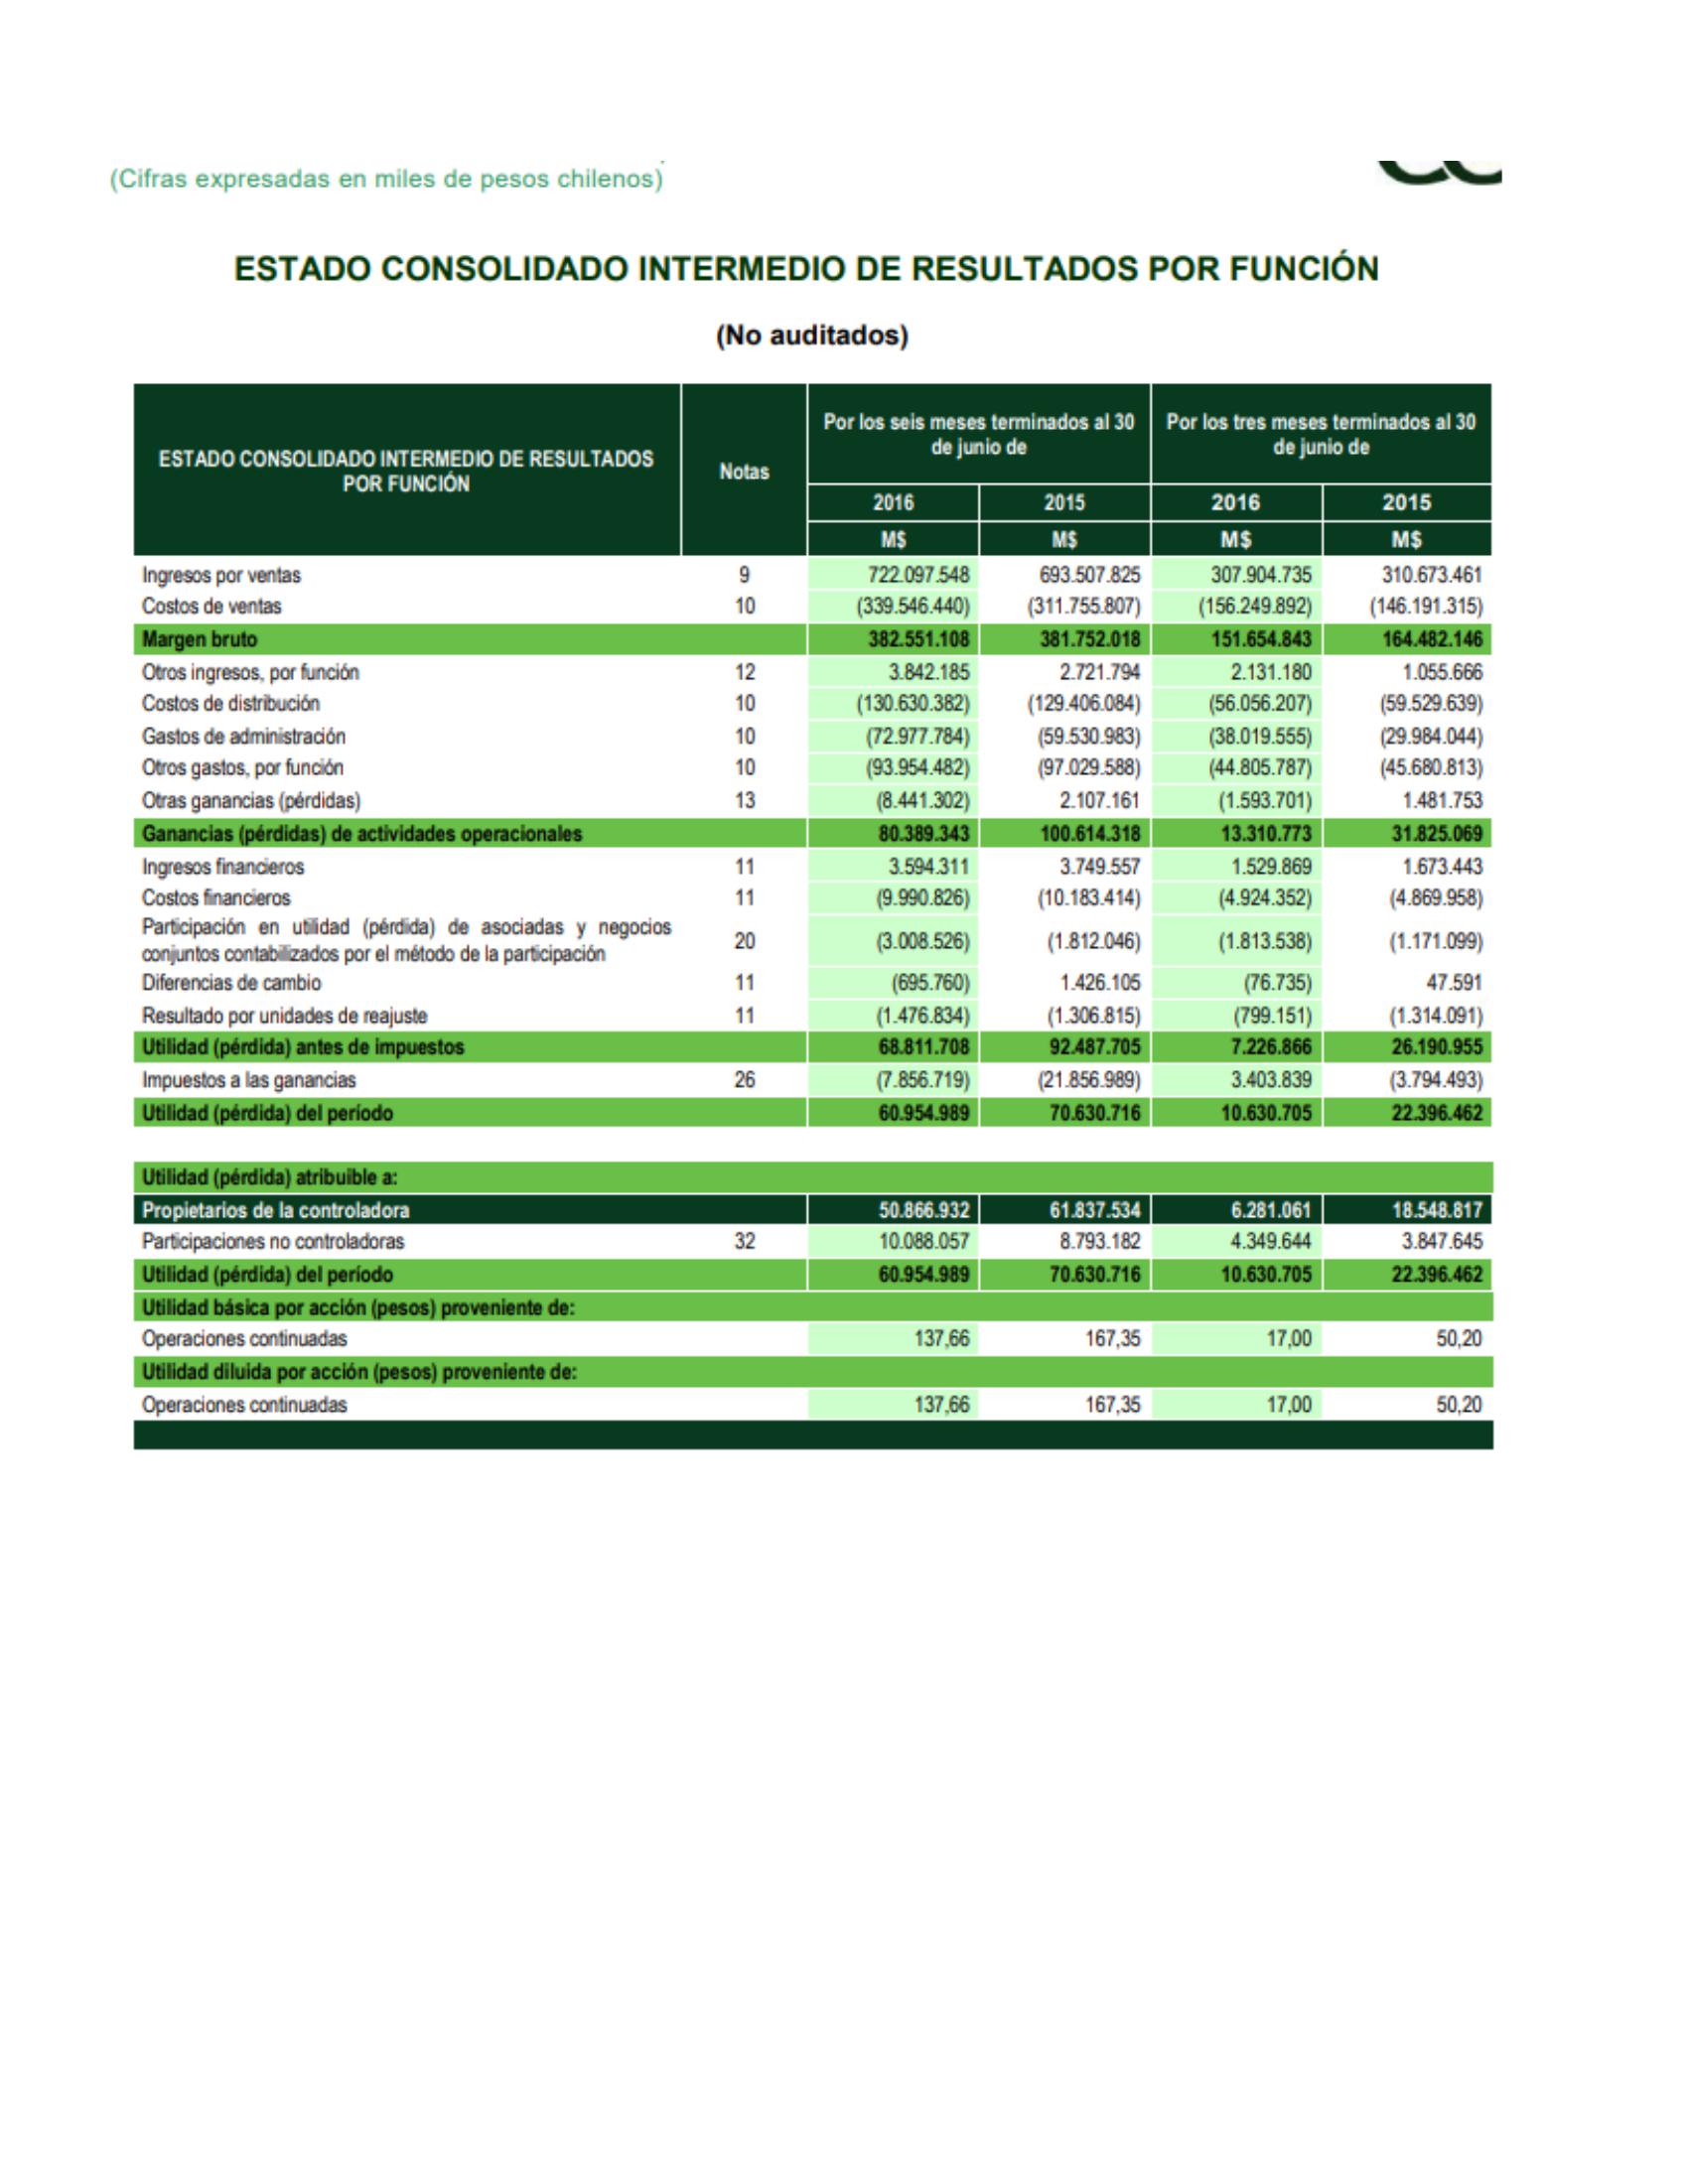 (Cifras expresadas en miles de pesos chilenos)
ESTADO CONSOLIDADO INTERMEDIO DE RESULTADOS POR FUNCIÓN
(No auditados)
ESTADO CONSOLIDADO INTERMEDIO DE RESULTADOS POR FUNCIÓN Notas Por los seis meses terminados al 30 de junio de Por los tres meses terminados al 30 de junio de
2016 2015 2016 2015
M$ M$ M$ M$
Ingresos por ventas 9 722.097.548 693.507.825 307.904.735 310.673.461
Costos de ventas 10 (339.546.440) (311.755.807) (156.249.892) (146.191.315)
Margen bruto 382.551.108 381.752.018 151.654.843 164.482.146
Otros ingresos, por función 12 3.842.185 2.721.794 2.131.180 1.055.666
Costos de distribución 10 (130.630.382) (129.406.084) (56.056.207) (59.529.639)
Gastos de administración 10 (72.977.784) (59.530.983) (38.019.555) (29.984.044)
Otros gastos, por función 10 (93.954.482) (97.029.588) (44.805.787) (45.680.813)
Otras ganancias (pérdidas) 13 (8.441.302) 2.107.161 (1.593.701) 1.481.753
Ganancias (pérdidas) de actividades operacionales 80.389.343 100.614.318 13.310.773 31.825.069
Ingresos financieros 11 3.594.311 3.749.557 1.529.869 1.673.443
Costos financieros 11 (9.990.826) (10.183.414) (4.924.352) (4.869.958)
Participación en utilidad (pérdida) de asociadas y negocios
conjuntos contabilizados por el método de la participación 20 (3.008.526) (1.812.046) (1.813.538) (1.171.099)
Diferencias de cambio 11 (695.760) 1.426.105 (76.735) 47.591
Resultado por unidades de reajuste 11 (1.476.834) (1.306.815) (799.151) (1.314.091)
Utilidad (pérdida) antes de impuestos 68.811.708 92.487.705 7.226.866 26.190.955
Impuestos a las ganancias 26 (7.856.719) (21.856.989) 3.403.839 (3.794.493)
Utilidad (pérdida) del período 60.954.989 70.630.716 10.630.705 22.396.462
Utilidad (pérdida) atribuible a:
Propietarios de la controladora 50.866.932 61.837.534 6.281.061 18.548.817
Participaciones no controladoras 32 10.088.057 8.793.182 4.349.644 3.847.645
Utilidad (pérdida) del período 60.954.989 70.630.716 10.630.705 22.396.462
Utilidad básica por acción (pesos) proveniente de:
Operaciones continuadas 137,66 167,35 17,00 50,20
Utilidad diluida por acción (pesos) proveniente de:
Operaciones continuadas 137,66 167,35 17,00 50,20